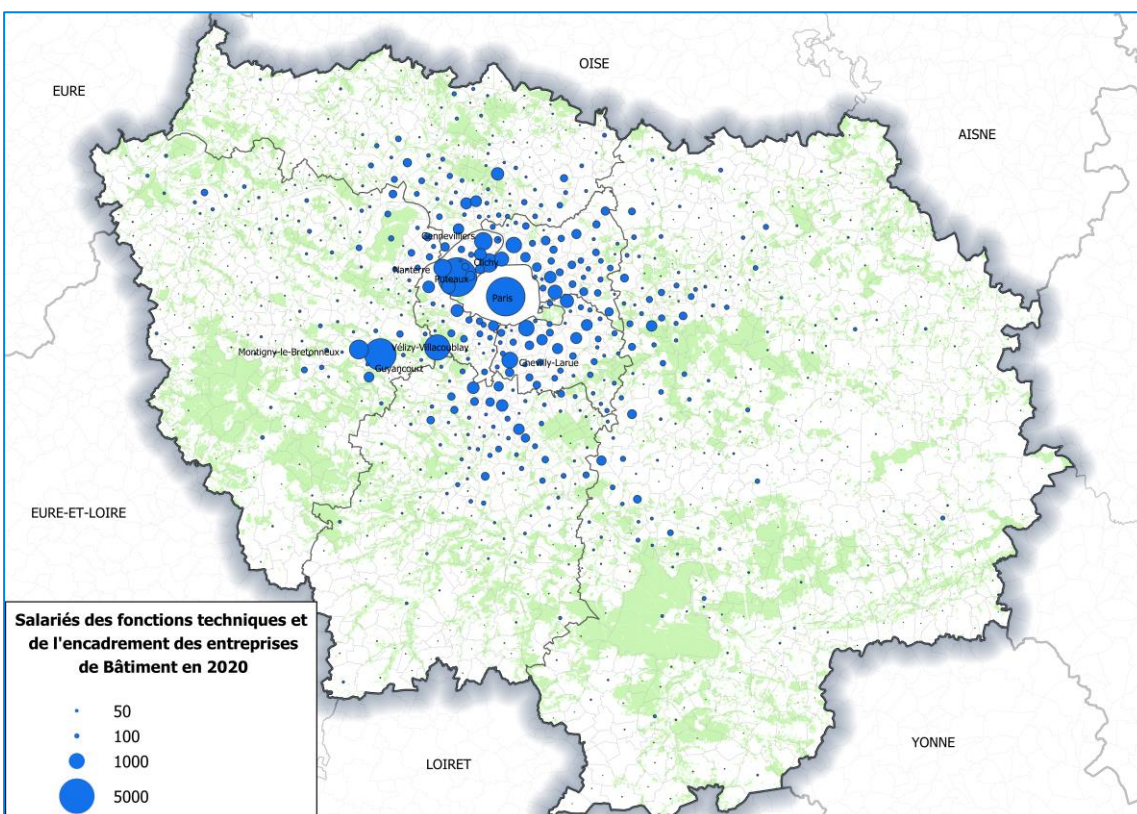 OISE
EURE
AISNE
Gennevilliers
Clichy
Nanterre
Puteaux
Paris
Vélizy-Villacoublay
Montigny-le-Bretonneux
Chevilly-Larue
Guyancourt
EURE-ET-LOIRE
Salariés des fonctions techniques et
de l'encadrement des entreprises
de Bâtiment en 2020
50
100
1000
5000
YONNE
LOIRET